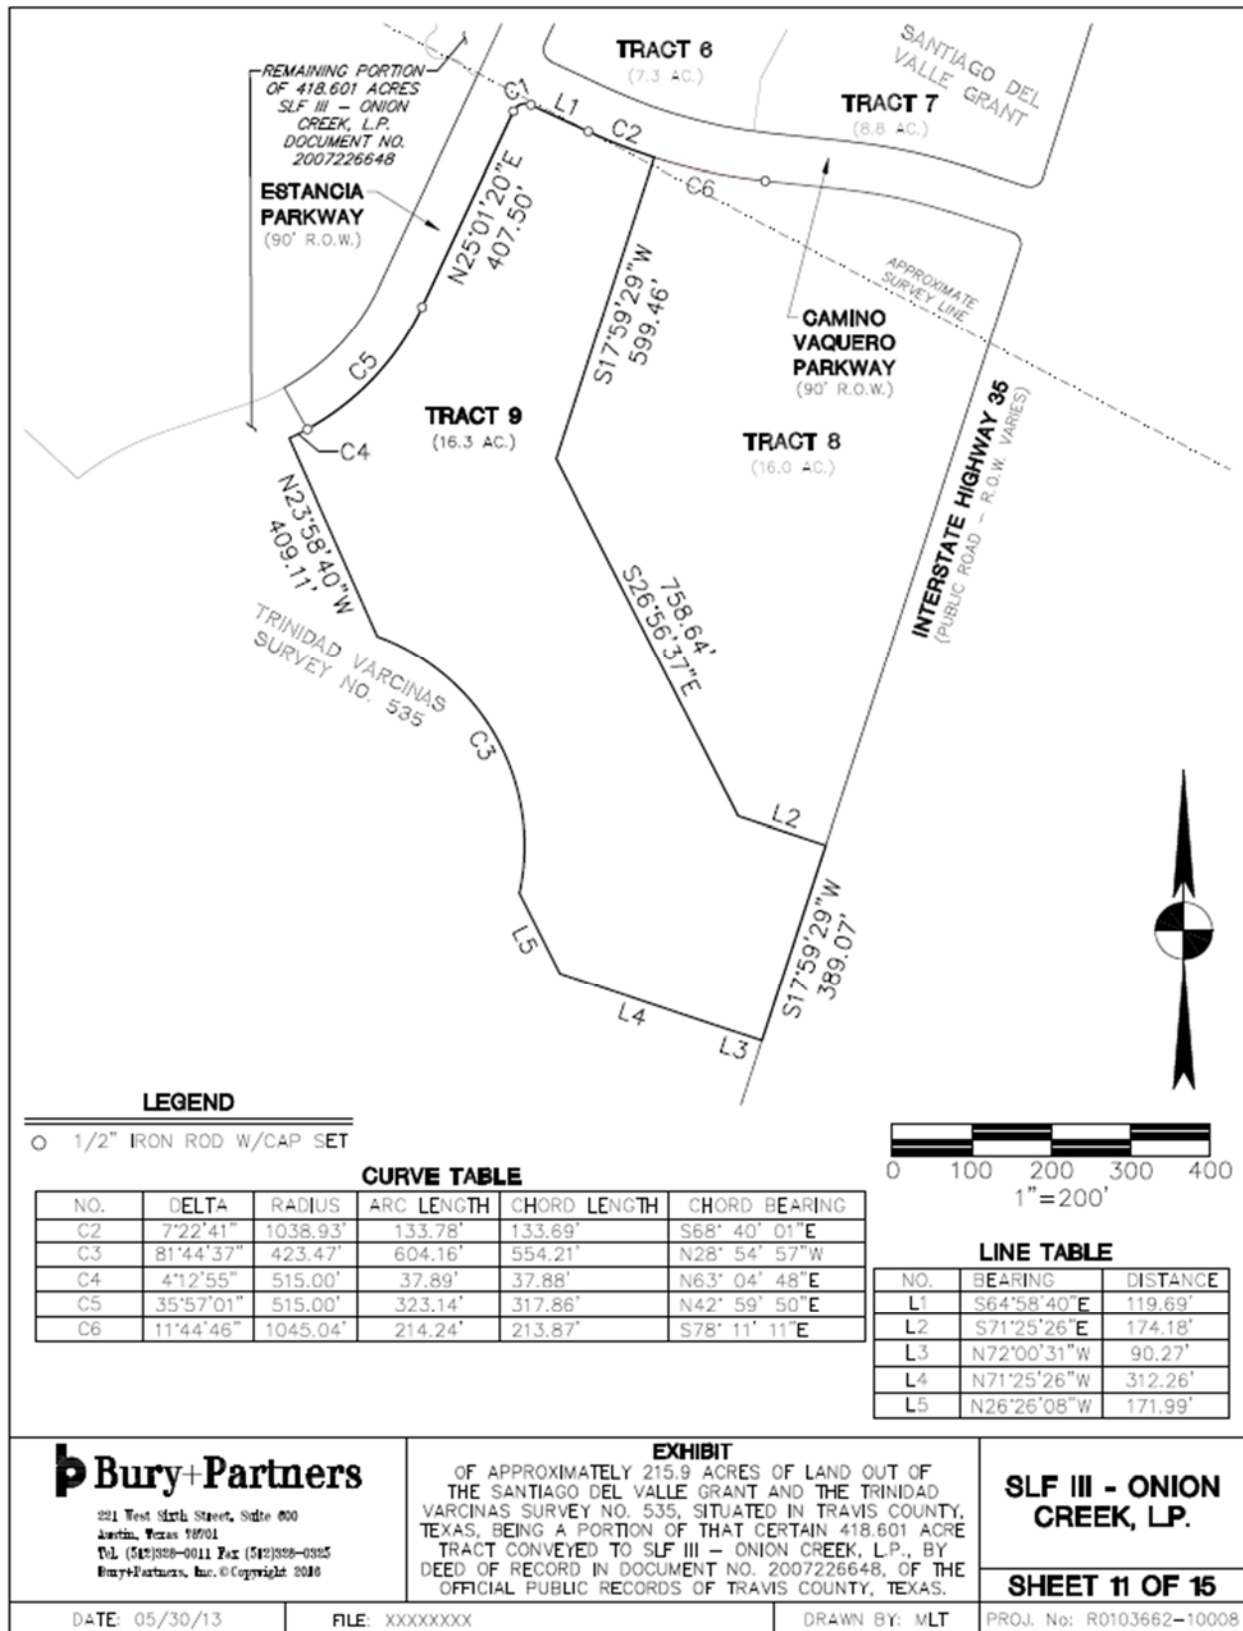 TRACT 6
(7.3 AC.)
SANTIAGO DEL
VALLE GRANT
TRACT 7
(8.8 AC.)
REMAINING PORTION
OF 418.601 ACRES
SLF III – ONION
CREEK, L.P.
DOCUMENT NO.
2007226648
ESTANCIA
PARKWAY
(90' R.O.W.)
L1
C2
C6
N25°01'20"E
407.50'
S17°59'29"W
599.46'
APPROXIMATE
SURVEY LINE
CAMINO
VAQUERO
PARKWAY
(90' R.O.W.)
C5
C4
TRACT 9
(16.3 AC.)
TRACT 8
(16.0 AC.)
INTERSTATE HIGHWAY 35
(PUBLIC ROAD – R.O.W. VARIES)
N23°58'40"W
409.11'
758.64'
S26°56'37"E
TRINIDAD VARCINAS
SURVEY NO. 535
C3
L2
S17°59'29"W
389.07'
L5
L4
L3
LEGEND
1/2" IRON ROD W/CAP SET
0 100 200 300 400
1"=200'
CURVE TABLE
NO. DELTA RADIUS ARC LENGTH CHORD LENGTH CHORD BEARING
C2 7°22'41" 1038.93' 133.78' 133.69' S68° 40' 01"E
C3 81°44'37" 423.47' 604.16' 554.21' N28° 54' 57"W
C4 4°12'55" 515.00' 37.89' 37.88' N63° 04' 48"E
C5 35°57'01" 515.00' 323.14' 317.86' N42° 59' 50"E
C6 11°44'46" 1045.04' 214.24' 213.87' S78° 11' 11"E
LINE TABLE
NO. BEARING DISTANCE
L1 S64°58'40"E 119.69'
L2 S71°25'26"E 174.18'
L3 N72°00'31"W 90.27'
L4 N71°25'26"W 312.26'
L5 N26°26'08"W 171.99'
Bury+Partners
221 West Sixth Street, Suite 600
Austin, Texas 78701
Tel. (512)328-0011 Fax (512)328-0325
Bury+Partners, Inc. ©Copyright
EXHIBIT
OF APPROXIMATELY 215.9 ACRES OF LAND OUT OF
THE SANTIAGO DEL VALLE GRANT AND THE TRINIDAD
VARCINAS SURVEY NO. 535, SITUATED IN TRAVIS COUNTY,
TEXAS, BEING A PORTION OF THAT CERTAIN 418.601 ACRE
TRACT CONVEYED TO SLF III – ONION CREEK, L.P., BY
DEED OF RECORD IN DOCUMENT NO. 2007226648, OF THE
OFFICIAL PUBLIC RECORDS OF TRAVIS COUNTY, TEXAS.
SLF III - ONION
CREEK, L.P.
SHEET 11 OF 15
DATE: 05/30/13
FILE: XXXXXXXX
DRAWN BY: MLT
PROJ. No: R0103662-10008